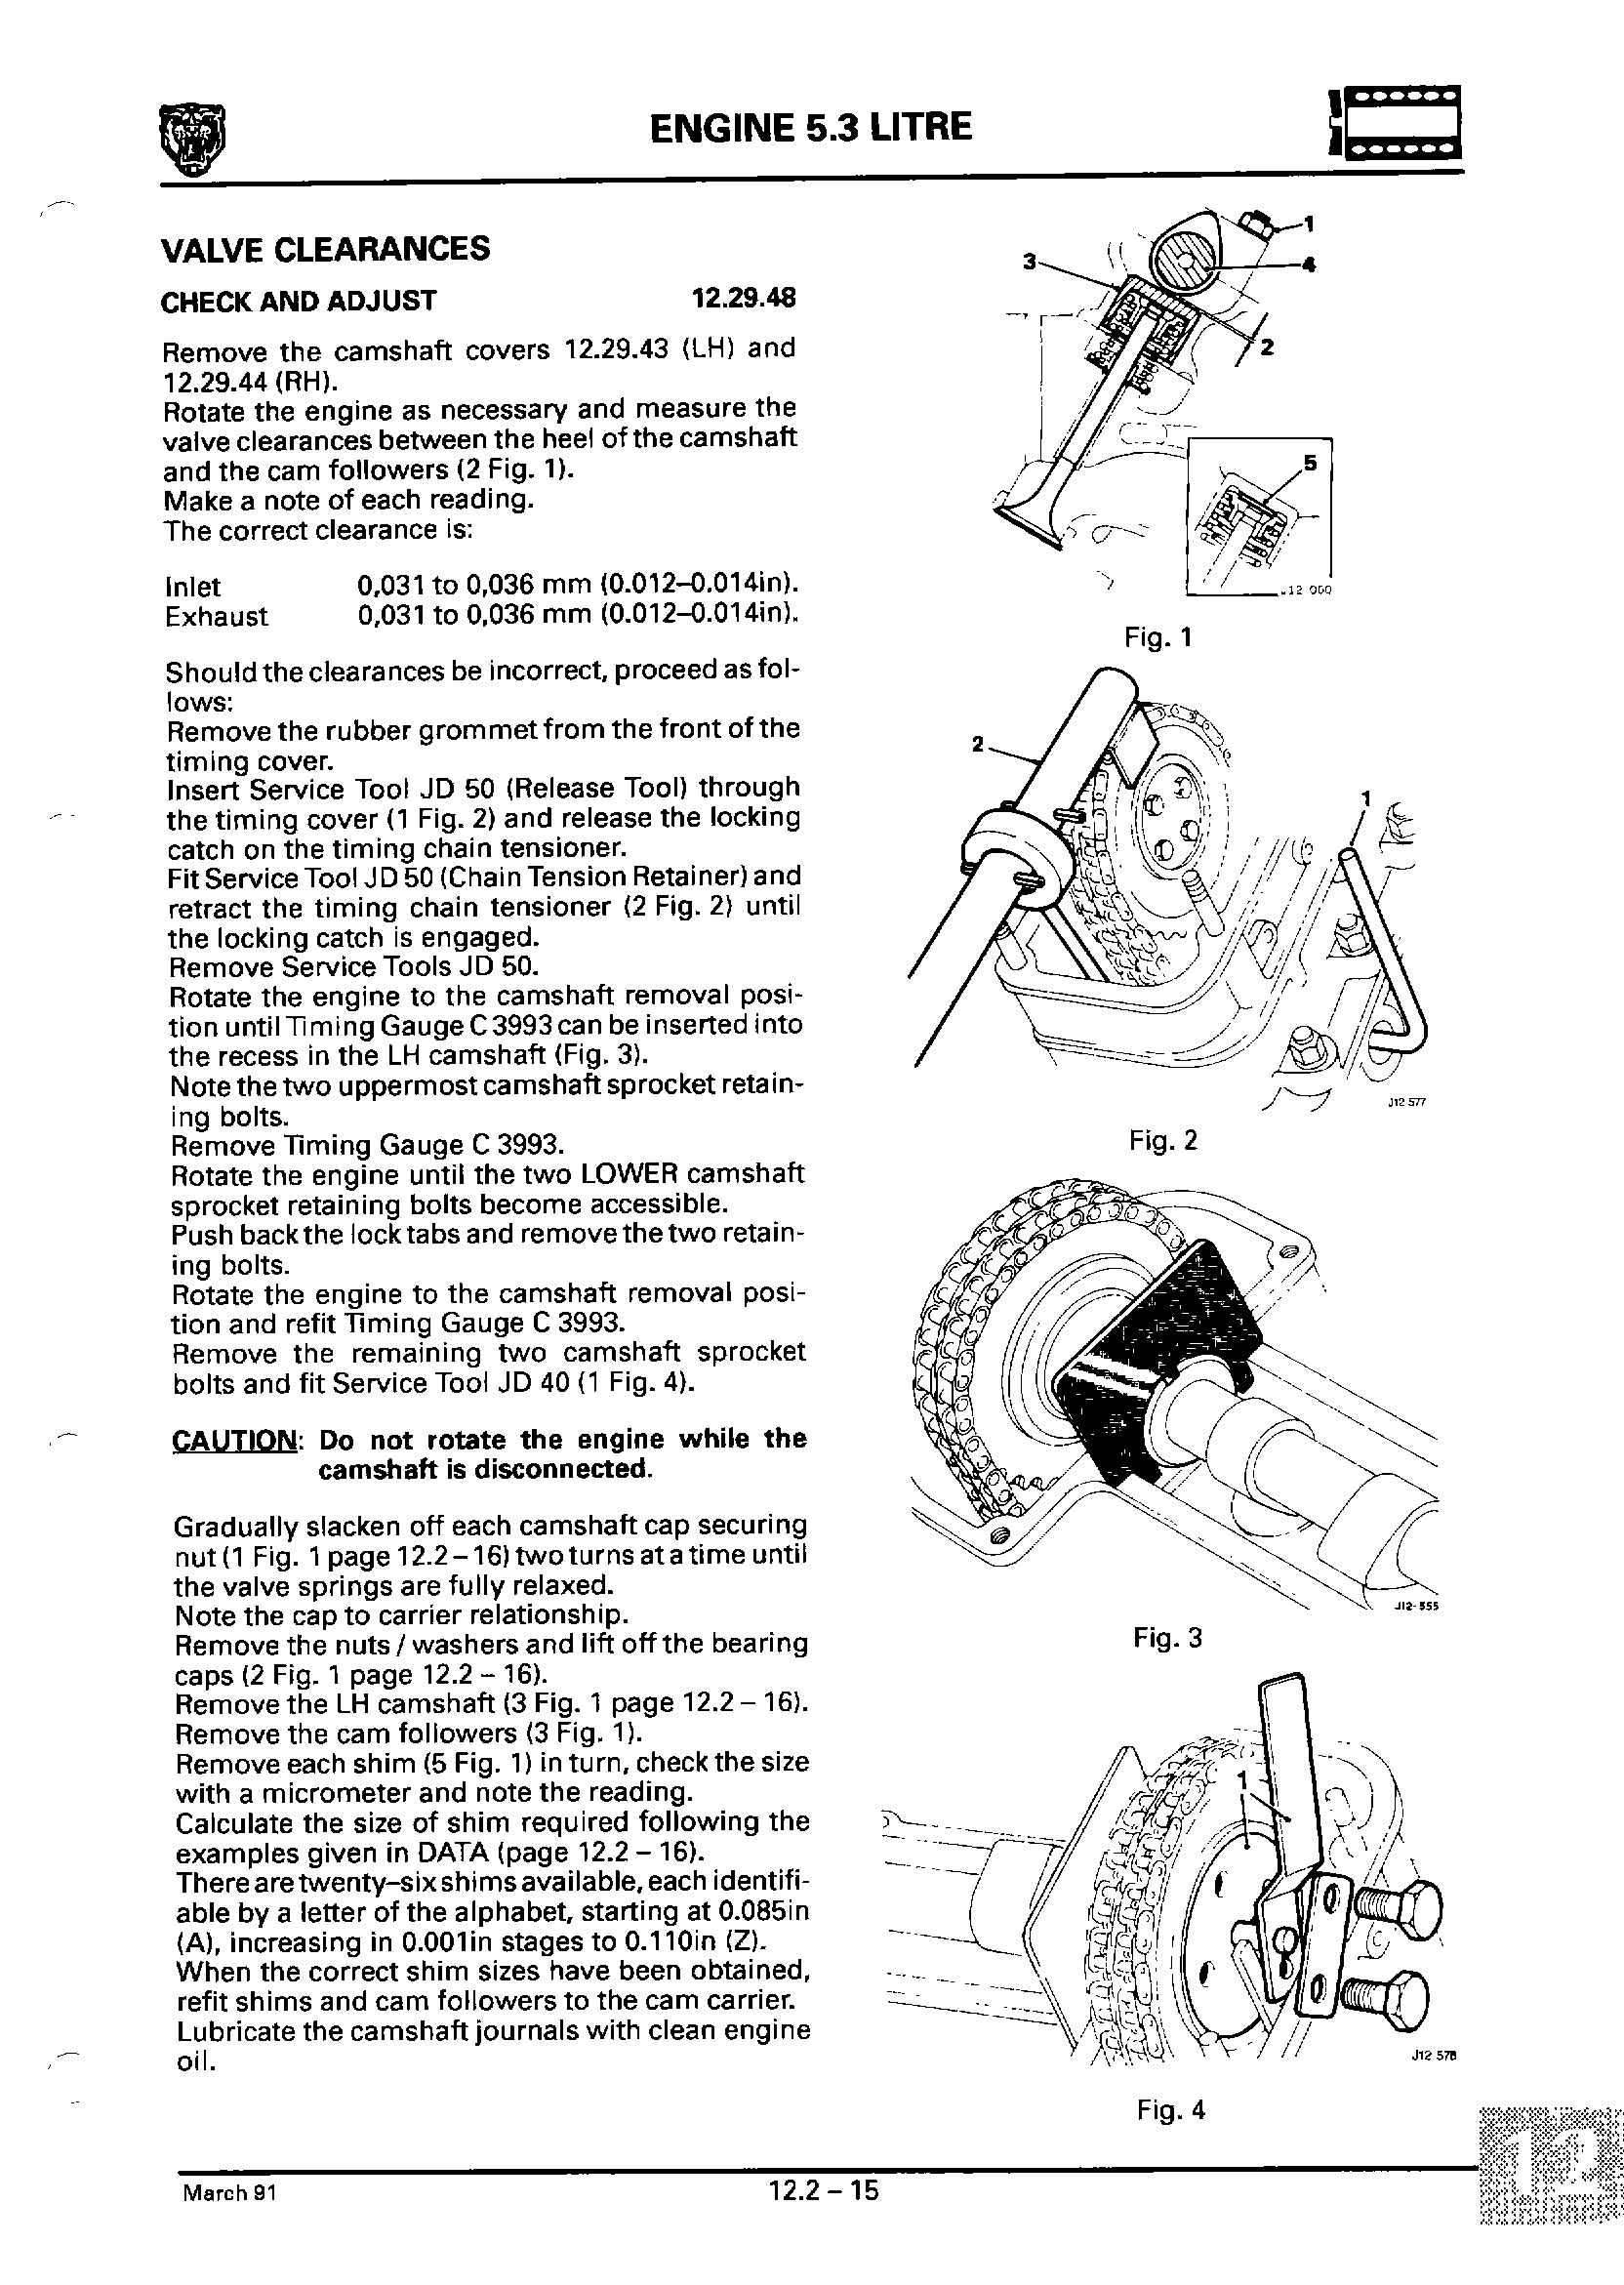 ENGINE 5.3 LITRE
VALVE CLEARANCES
CHECK AND ADJUST 12.29.48
Remove the camshaft covers 12.29.43 (LH) and
12.29.44 (RH).
Rotate the engine as necessary and measure the
valve clearances between the heel of the camshaft
and the cam followers (2 Fig. 1).
Make a note of each reading.
The correct clearance is:
Inlet 0,031 to 0,036 mm (0.012–0.014in).
Exhaust 0,031 to 0,036 mm (0.012–0.014in).
Should the clearances be incorrect, proceed as fol-
lows:
Remove the rubber grommet from the front of the
timing cover.
Insert Service Tool JD 50 (Release Tool) through
the timing cover (1 Fig. 2) and release the locking
catch on the timing chain tensioner.
Fit Service Tool JD 50 (Chain Tension Retainer) and
retract the timing chain tensioner (2 Fig. 2) until
the locking catch is engaged.
Remove Service Tools JD 50.
Rotate the engine to the camshaft removal posi-
tion until Timing Gauge C 3993 can be inserted into
the recess in the LH camshaft (Fig. 3).
Note the two uppermost camshaft sprocket retain-
ing bolts.
Remove Timing Gauge C 3993.
Rotate the engine until the two LOWER camshaft
sprocket retaining bolts become accessible.
Push back the lock tabs and remove the two retain-
ing bolts.
Rotate the engine to the camshaft removal posi-
tion and refit Timing Gauge C 3993.
Remove the remaining two camshaft sprocket
bolts and fit Service Tool JD 40 (1 Fig. 4).
CAUTION: Do not rotate the engine while the
camshaft is disconnected.
Gradually slacken off each camshaft cap securing
nut (1 Fig. 1 page 12.2 – 16) two turns at a time until
the valve springs are fully relaxed.
Note the cap to carrier relationship.
Remove the nuts / washers and lift off the bearing
caps (2 Fig. 1 page 12.2 – 16).
Remove the LH camshaft (3 Fig. 1 page 12.2 – 16).
Remove the cam followers (3 Fig. 1).
Remove each shim (5 Fig. 1) in turn, check the size
with a micrometer and note the reading.
Calculate the size of shim required following the
examples given in DATA (page 12.2 – 16).
There are twenty–six shims available, each identifi-
able by a letter of the alphabet, starting at 0.085in
(A), increasing in 0.001in stages to 0.110in (Z).
When the correct shim sizes have been obtained,
refit shims and cam followers to the cam carrier.
Lubricate the camshaft journals with clean engine
oil.
1
3
4
2
5
Fig. 1
2
1
J12 577
Fig. 2
J12-555
Fig. 3
1
J12 578
Fig. 4
March 91
12.2 – 15